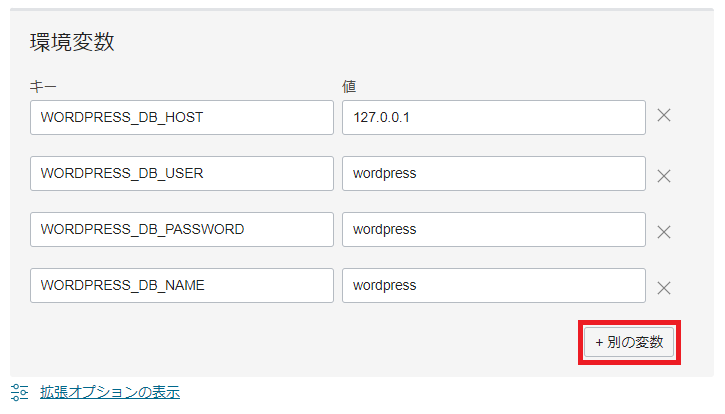 環境変数
キー 値
WORDPRESS_DB_HOST 127.0.0.1
WORDPRESS_DB_USER wordpress
WORDPRESS_DB_PASSWORD wordpress
WORDPRESS_DB_NAME wordpress
+ 別の変数
拡張オプションの表示